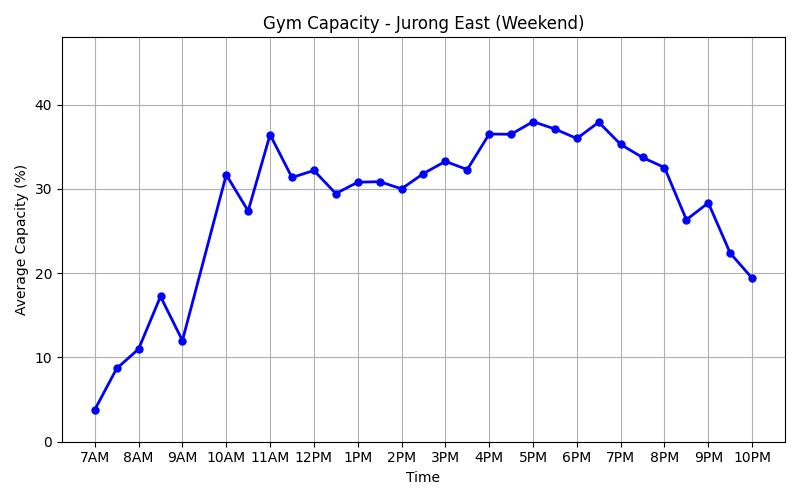 Gym Capacity - Jurong East (Weekend)
Average Capacity (%)
40
30
20
10
0
7AM 8AM 9AM 10AM 11AM 12PM 1PM 2PM 3PM 4PM 5PM 6PM 7PM 8PM 9PM 10PM
Time